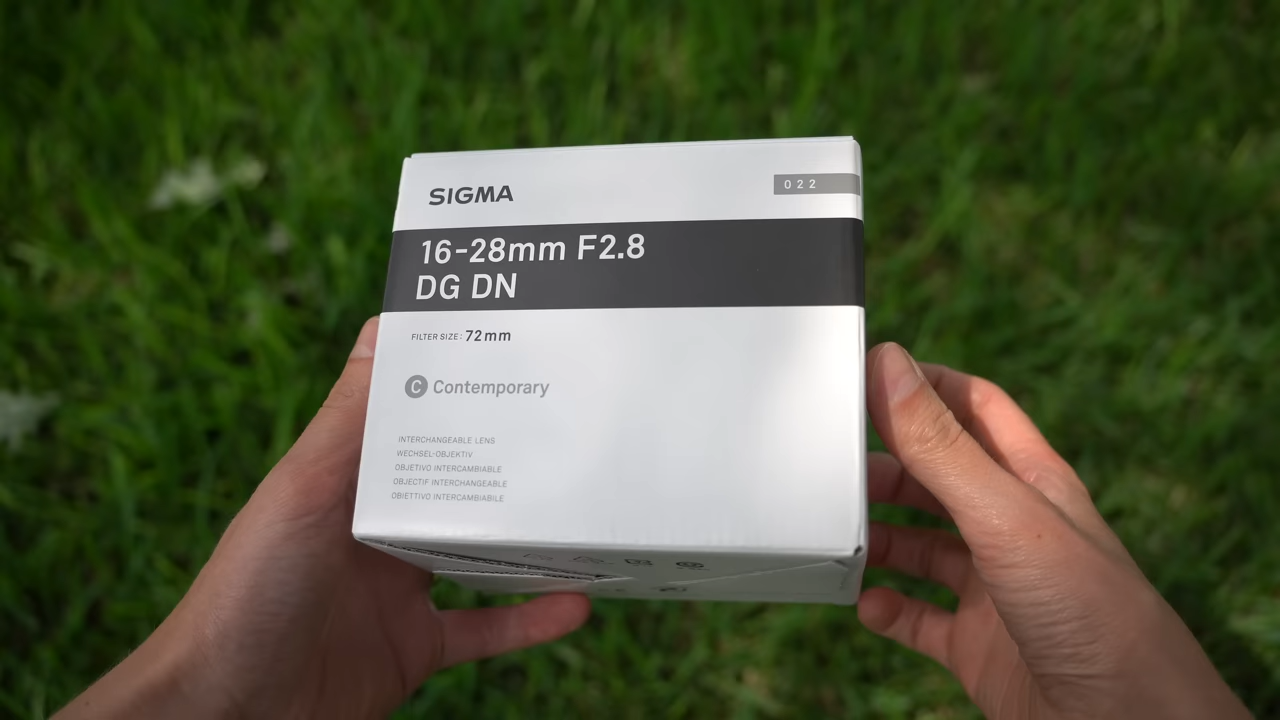 SIGMA
022
16-28mm F2.8
DG DN
FILTER SIZE: 72mm
C Contemporary
INTERCHANGEABLE LENS
WECHSEL-OBJEKTIV
OBJETIVO INTERCAMBIABLE
OBJECTIF INTERCHANGEABLE
OBIETTIVO INTERCAMBIABILE